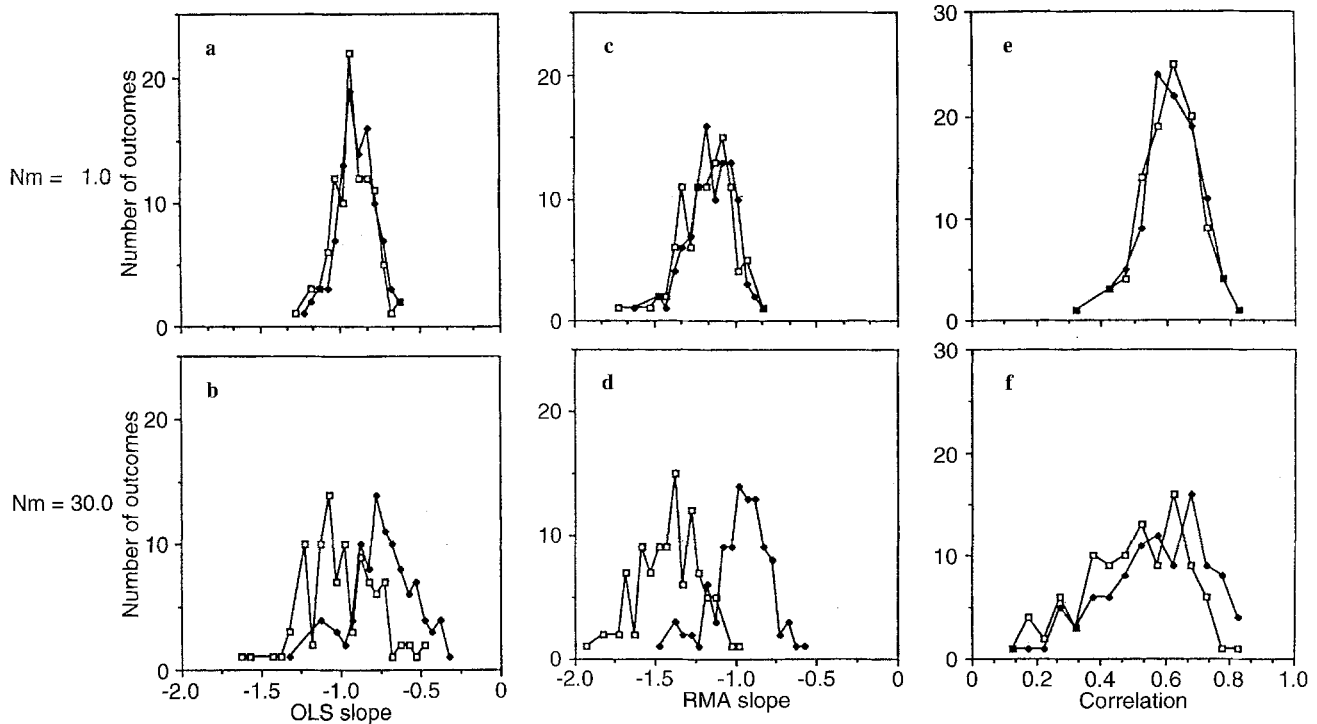 a
c
e
b
d
f
Nm = 1.0
Nm = 30.0
Number of outcomes
Number of outcomes
20
10
0
20
10
0
30
20
10
0
20
10
0
20
10
0
30
20
10
0
-2.0 -1.5 -1.0 -0.5 0
-2.0 -1.5 -1.0 -0.5 0
0 0.2 0.4 0.6 0.8 1.0
OLS slope
RMA slope
Correlation